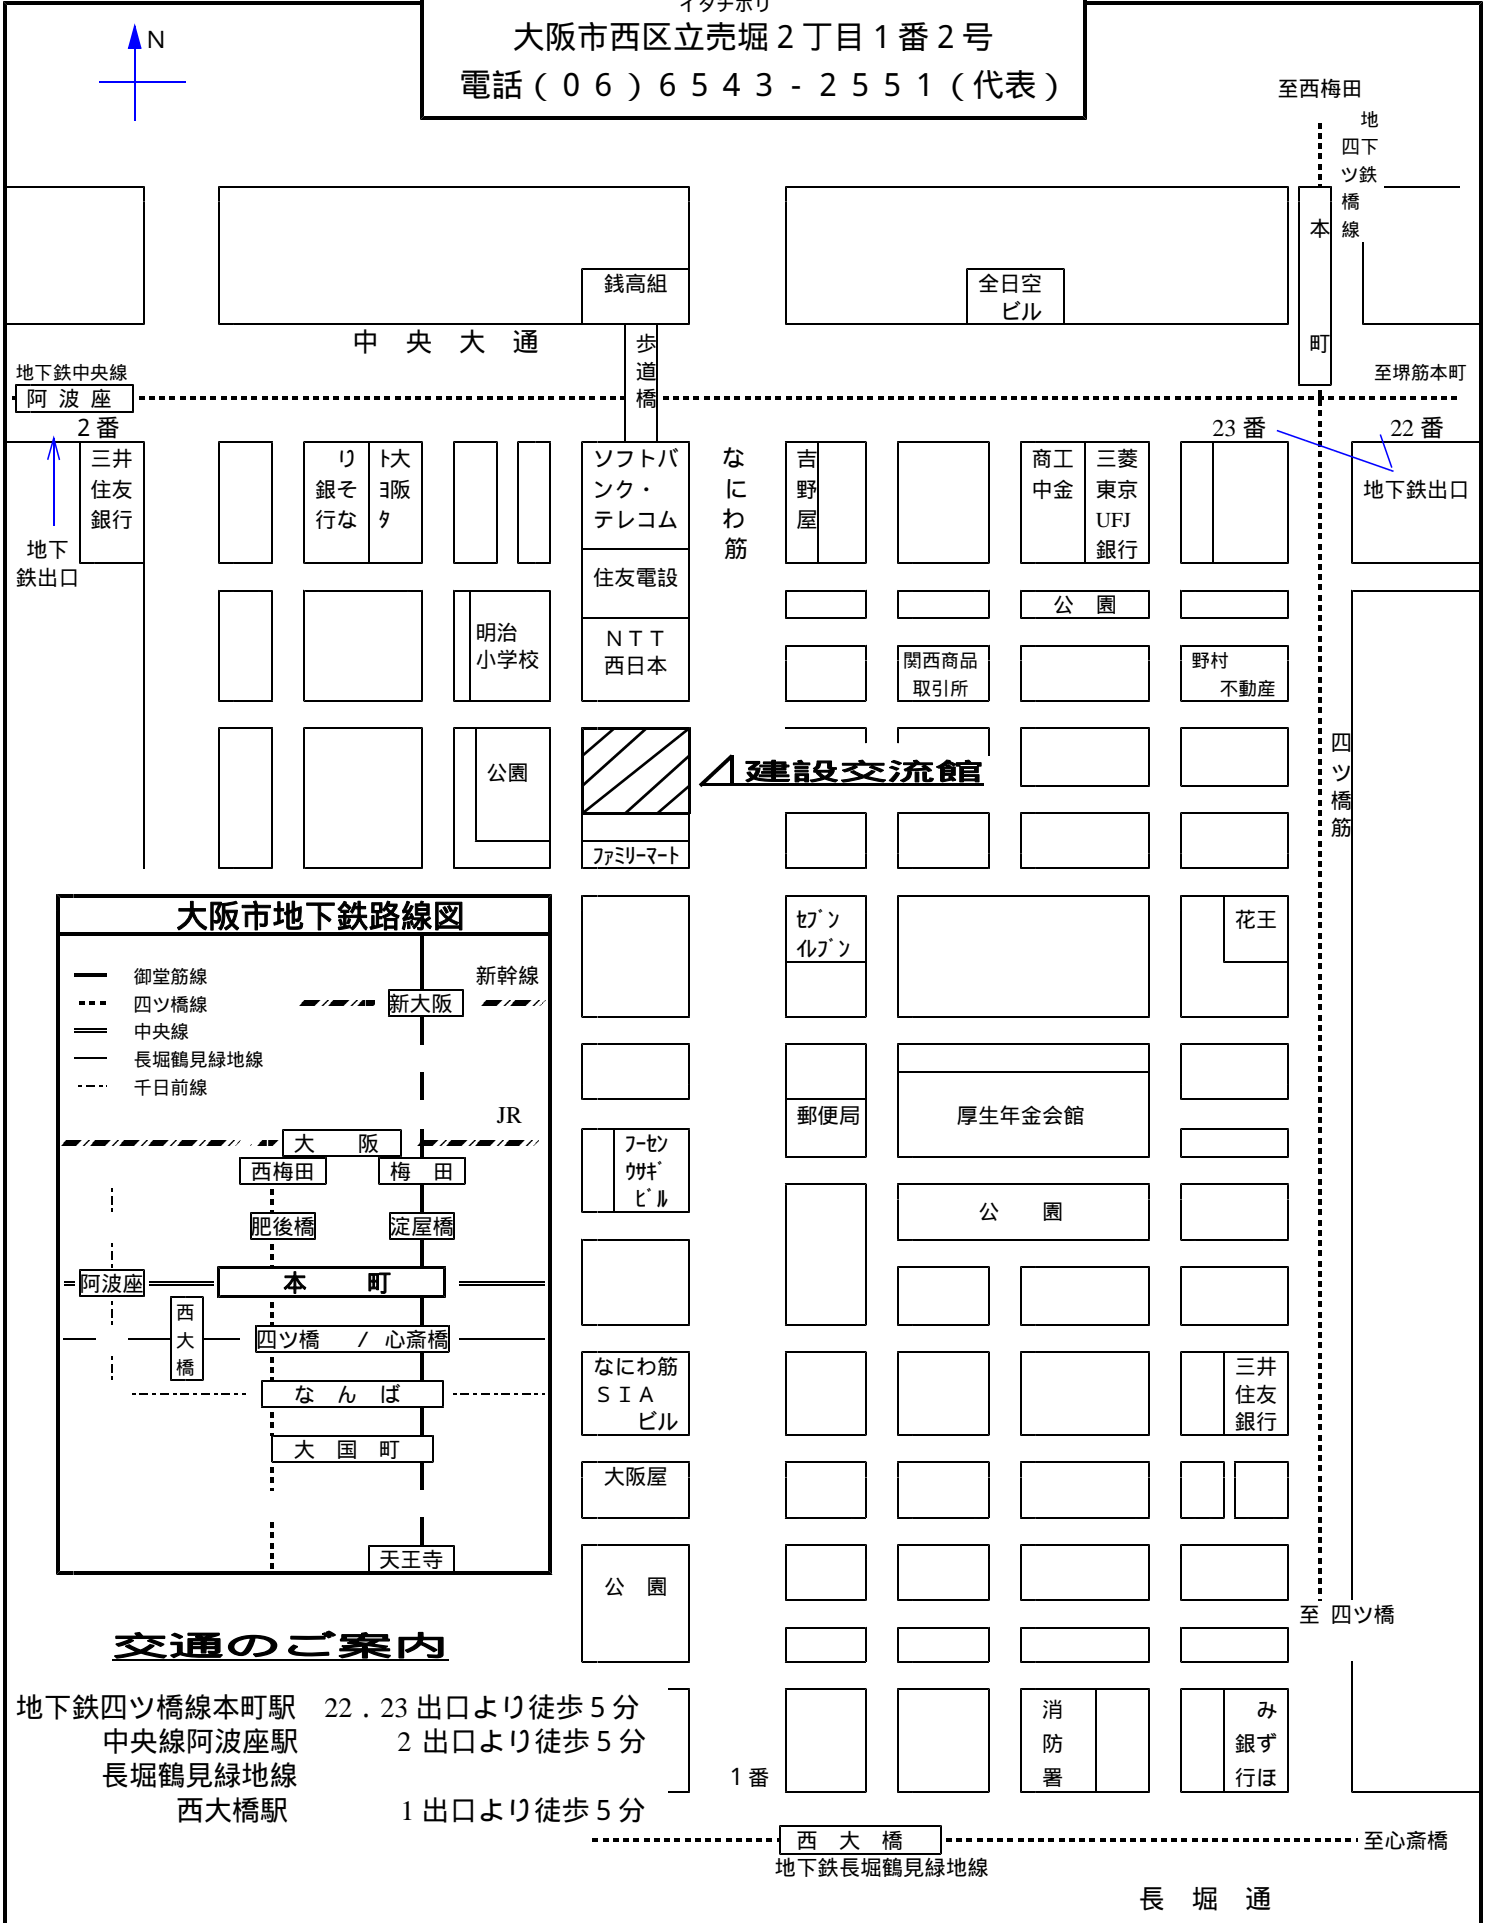 イタチボリ
大阪市西区立売堀２丁目１番２号
電話（０６）６５４３-２５５１（代表）
N
至西梅田
地下鉄
四ツ橋線
本町
銭高組
全日空
ビル
中央大通
歩道橋
地下鉄中央線
阿波座
至堺筋本町
2番
23番
22番
三井
住友
銀行
りそな
銀行
大阪
トヨタ
ソフトバ
ンク・
テレコム
なにわ筋
吉野屋
商工
中金
三菱
東京
UFJ
銀行
地下鉄出口
地下
鉄出口
住友電設
公園
明治
小学校
ＮＴＴ
西日本
関西商品
取引所
野村
不動産
公園
建設交流館
四ツ橋筋
ﾌｧﾐﾘｰﾏｰﾄ
大阪市地下鉄路線図
御堂筋線
四ツ橋線
中央線
長堀鶴見緑地線
千日前線
新幹線
新大阪
JR
大阪
西梅田
梅田
肥後橋
淀屋橋
阿波座
本町
西大橋
四ツ橋 / 心斎橋
なんば
大国町
天王寺
ｾﾌﾞﾝ
ｲﾚﾌﾞﾝ
花王
郵便局
厚生年金会館
ﾌｰｾﾝ
ｳｻｷﾞ
ﾋﾞﾙ
公園
なにわ筋
ＳＩＡ
ビル
三井
住友
銀行
大阪屋
公園
至 四ツ橋
交通のご案内
地下鉄四ツ橋線本町駅 22．23出口より徒歩５分
中央線阿波座駅 2 出口より徒歩５分
長堀鶴見緑地線
西大橋駅 1出口より徒歩５分
1番
消防署
みずほ
銀行
西大橋
至心斎橋
地下鉄長堀鶴見緑地線
長堀通